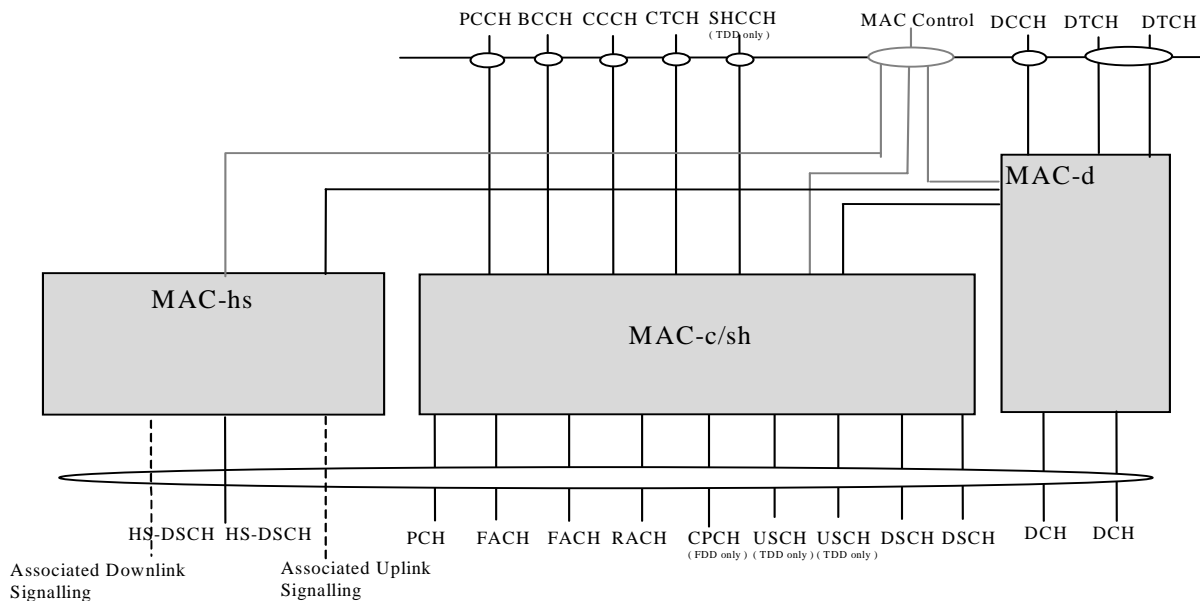 PCCH BCCH CCCH CTCH SHCCH MAC Control DCCH DTCH DTCH
( TDD only )
MAC-d
MAC-hs
MAC-c/sh
HS-DSCH HS-DSCH PCH FACH FACH RACH CPCH USCH USCH DSCH DSCH DCH DCH
( FDD only ) ( TDD only ) ( TDD only )
Associated Downlink
Signalling
Associated Uplink
Signalling